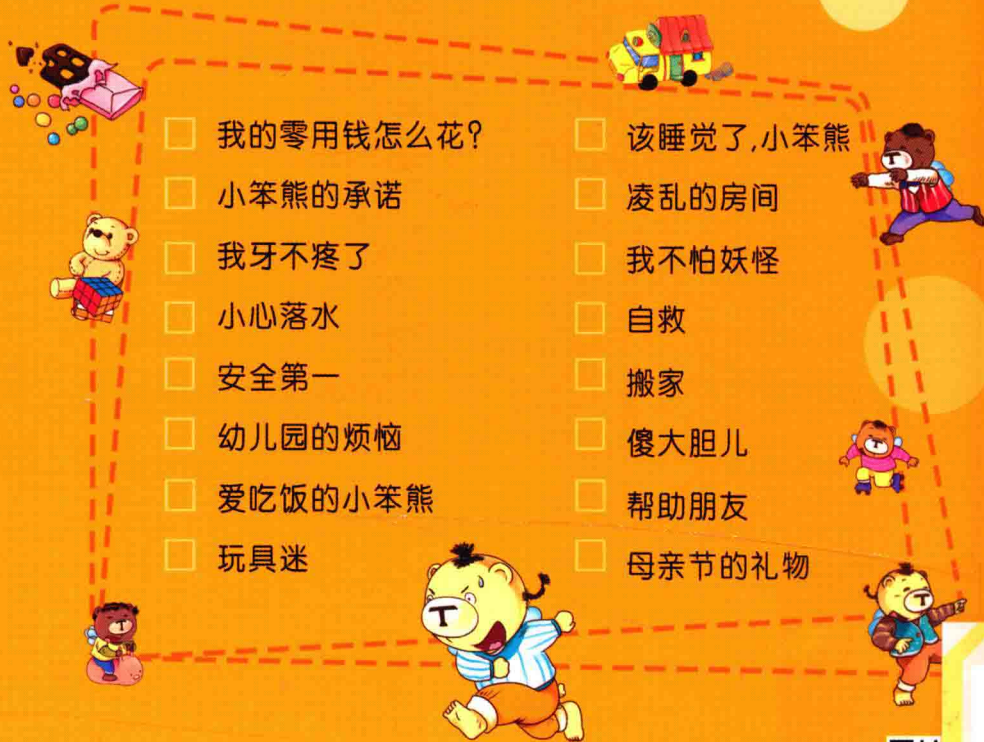 我的零用钱怎么花?
小笨熊的承诺
我牙不疼了
小心落水
安全第一
幼儿园的烦恼
爱吃饭的小笨熊
玩具迷
该睡觉了,小笨熊
凌乱的房间
我不怕妖怪
自救
搬家
傻大胆儿
帮助朋友
母亲节的礼物